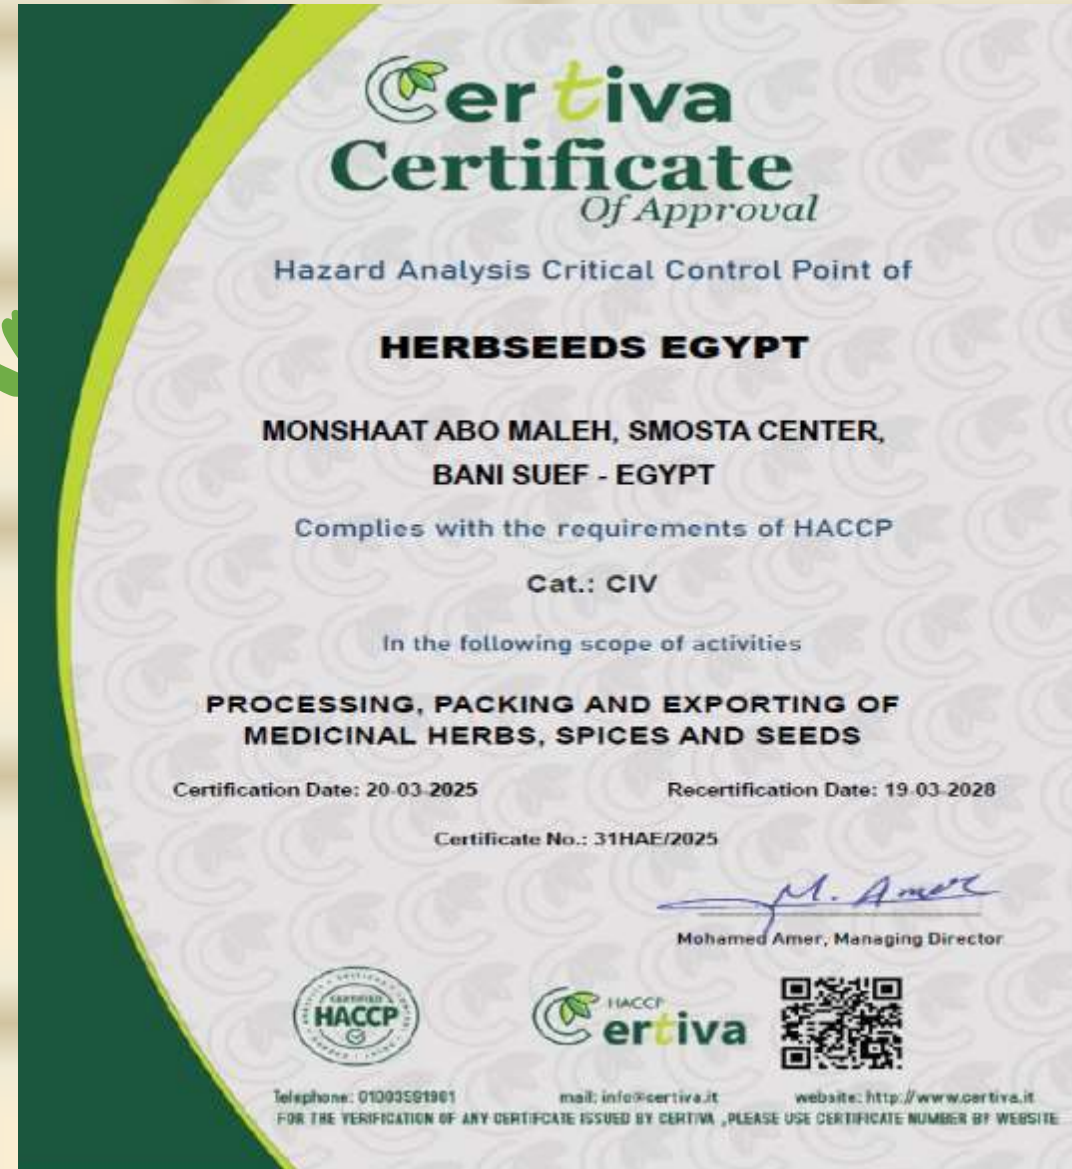 Certiva
Certificate
Of Approval
Hazard Analysis Critical Control Point of
HERBSEEDS EGYPT
MONSHAAT ABO MALEH, SMOSTA CENTER,
BANI SUEF - EGYPT
Complies with the requirements of HACCP
Cat.: CIV
In the following scope of activities
PROCESSING, PACKING AND EXPORTING OF
MEDICINAL HERBS, SPICES AND SEEDS
Certification Date: 20-03-2025 Recertification Date: 19-03-2028
Certificate No.: 31HAE/2025
M. Amer
Mohamed Amer, Managing Director
CERTIFIED
HACCP
HACCP
Certiva
Telephone: mail: info@certiva.it website: http://www.certiva.it
FOR THE VERIFICATION OF ANY CERTIFCATE ISSUED BY CERTIVA ,PLEASE USE CERTIFICATE NUMBER BY WEBSITE